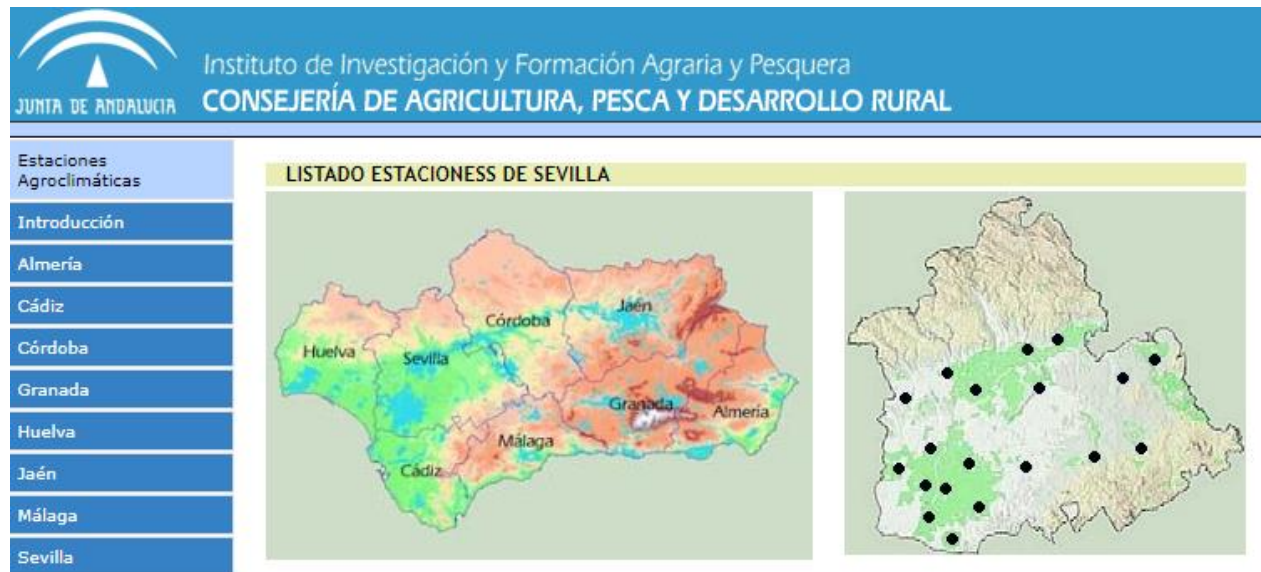 JUNTA DE ANDALUCIA
Instituto de Investigación y Formación Agraria y Pesquera
CONSEJERÍA DE AGRICULTURA, PESCA Y DESARROLLO RURAL
Estaciones
Agroclimáticas
Introducción
Almería
Cádiz
Córdoba
Granada
Huelva
Jaén
Málaga
Sevilla
LISTADO ESTACIONESS DE SEVILLA
Jaén
Córdoba
Huelva
Sevilla
Granada
Almería
Málaga
Cádiz